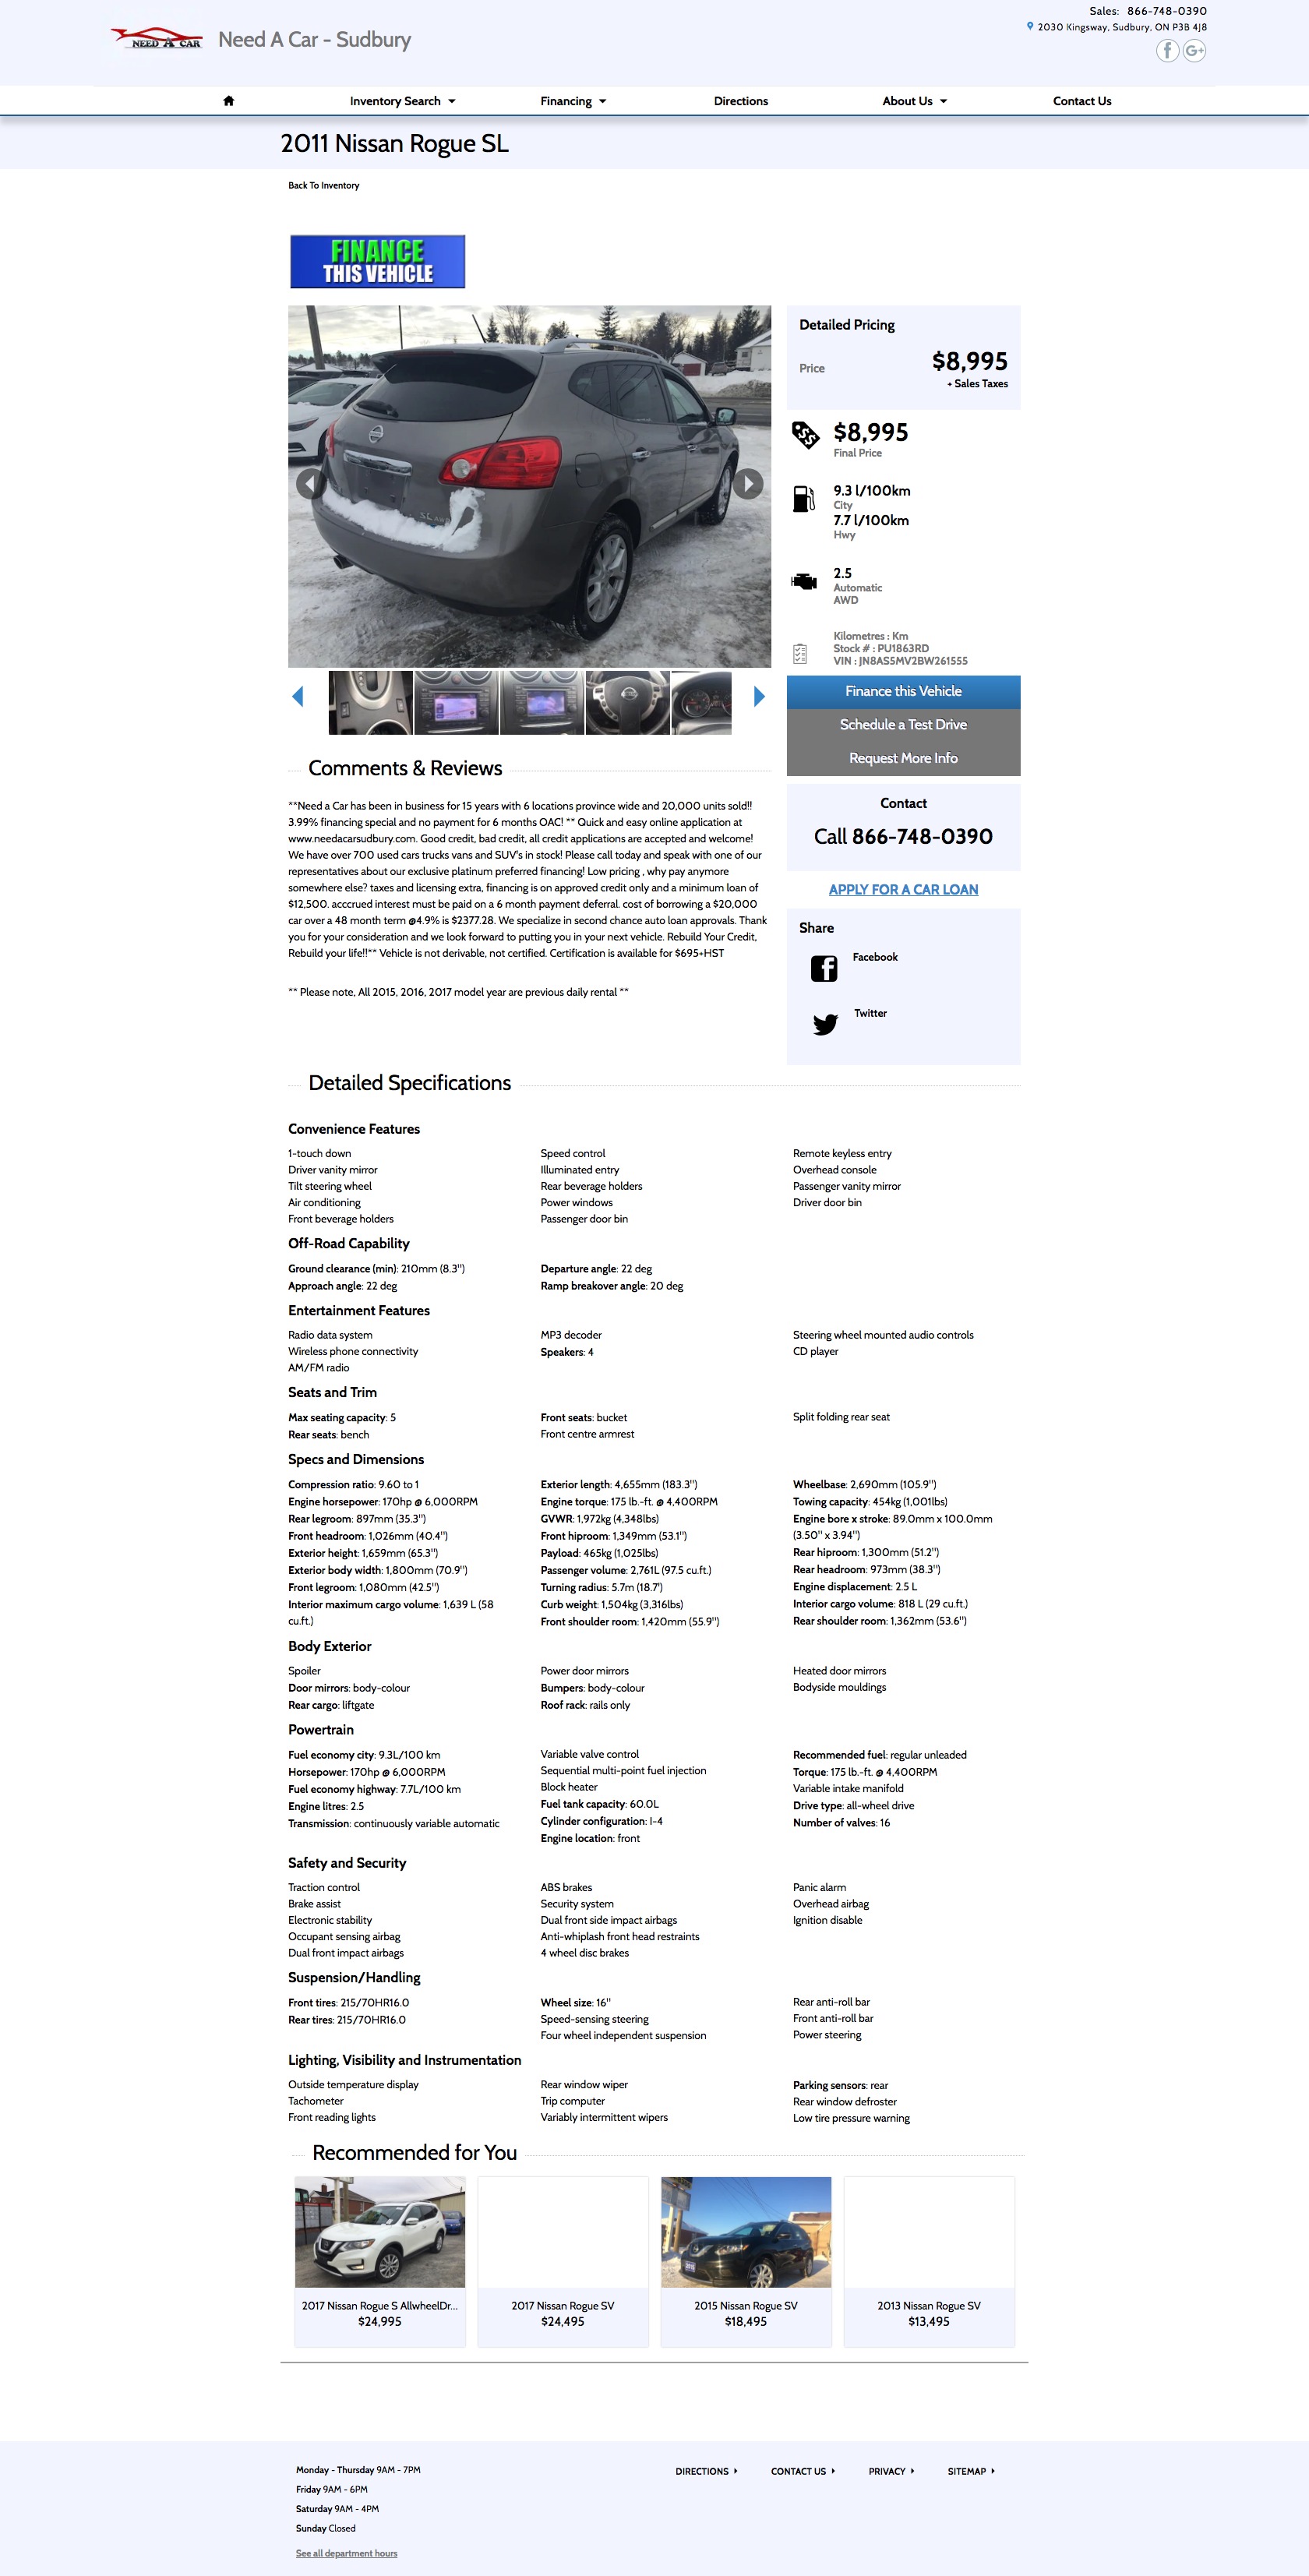 Sales: 866-748-0390
2030 Kingsway, Sudbury, ON P3B 4J8
NEED A CAR
Need A Car - Sudbury
Inventory Search
Financing
Directions
About Us
Contact Us
2011 Nissan Rogue SL
Back To Inventory
FINANCE
THIS VEHICLE
Detailed Pricing
Price
$8,995
+ Sales Taxes
$8,995
Final Price
9.3 l/100km
City
7.7 l/100km
Hwy
2.5
Automatic
AWD
Kilometres : Km
Stock # : PU1863RD
VIN : JN8AS5MV2BW261555
Finance this Vehicle
Schedule a Test Drive
Request More Info
Contact
Call 866-748-0390
APPLY FOR A CAR LOAN
Share
Facebook
Twitter
Comments & Reviews
**Need a Car has been in business for 15 years with 6 locations province wide and 20,000 units sold!!
3.99% financing special and no payment for 6 months OAC! ** Quick and easy online application at
www.needacarsudbury.com. Good credit, bad credit, all credit applications are accepted and welcome!
We have over 700 used cars trucks vans and SUV's in stock! Please call today and speak with one of our
representatives about our exclusive platinum preferred financing! Low pricing , why pay anymore
somewhere else? taxes and licensing extra, financing is on approved credit only and a minimum loan of
$12,500. acccrued interest must be paid on a 6 month payment deferral. cost of borrowing a $20,000
car over a 48 month term @4.9% is $2377.28. We specialize in second chance auto loan approvals. Thank
you for your consideration and we look forward to putting you in your next vehicle. Rebuild Your Credit,
Rebuild your life!!** Vehicle is not derivable, not certified. Certification is available for $695+HST
** Please note, All 2015, 2016, 2017 model year are previous daily rental **
Detailed Specifications
Convenience Features
1-touch down
Driver vanity mirror
Tilt steering wheel
Air conditioning
Front beverage holders
Speed control
Illuminated entry
Rear beverage holders
Power windows
Passenger door bin
Remote keyless entry
Overhead console
Passenger vanity mirror
Driver door bin
Off-Road Capability
Ground clearance (min): 210mm (8.3")
Approach angle: 22 deg
Departure angle: 22 deg
Ramp breakover angle: 20 deg
Entertainment Features
Radio data system
Wireless phone connectivity
AM/FM radio
MP3 decoder
Speakers: 4
Steering wheel mounted audio controls
CD player
Seats and Trim
Max seating capacity: 5
Rear seats: bench
Front seats: bucket
Front centre armrest
Split folding rear seat
Specs and Dimensions
Compression ratio: 9.60 to 1
Engine horsepower: 170hp @ 6,000RPM
Rear legroom: 897mm (35.3")
Front headroom: 1,026mm (40.4")
Exterior height: 1,659mm (65.3")
Exterior body width: 1,800mm (70.9")
Front legroom: 1,080mm (42.5")
Interior maximum cargo volume: 1,639 L (58
cu.ft.)
Exterior length: 4,655mm (183.3")
Engine torque: 175 lb.-ft. @ 4,400RPM
GVWR: 1,972kg (4,348lbs)
Front hiproom: 1,349mm (53.1")
Payload: 465kg (1,025lbs)
Passenger volume: 2,761L (97.5 cu.ft.)
Turning radius: 5.7m (18.7')
Curb weight: 1,504kg (3,316lbs)
Front shoulder room: 1,420mm (55.9")
Wheelbase: 2,690mm (105.9")
Towing capacity: 454kg (1,001lbs)
Engine bore x stroke: 89.0mm x 100.0mm
(3.50" x 3.94")
Rear hiproom: 1,300mm (51.2")
Rear headroom: 973mm (38.3")
Engine displacement: 2.5 L
Interior cargo volume: 818 L (29 cu.ft.)
Rear shoulder room: 1,362mm (53.6")
Body Exterior
Spoiler
Door mirrors: body-colour
Rear cargo: liftgate
Power door mirrors
Bumpers: body-colour
Roof rack: rails only
Heated door mirrors
Bodyside mouldings
Powertrain
Fuel economy city: 9.3L/100 km
Horsepower: 170hp @ 6,000RPM
Fuel economy highway: 7.7L/100 km
Engine litres: 2.5
Transmission: continuously variable automatic
Variable valve control
Sequential multi-point fuel injection
Block heater
Fuel tank capacity: 60.0L
Cylinder configuration: I-4
Engine location: front
Recommended fuel: regular unleaded
Torque: 175 lb.-ft. @ 4,400RPM
Variable intake manifold
Drive type: all-wheel drive
Number of valves: 16
Safety and Security
Traction control
Brake assist
Electronic stability
Occupant sensing airbag
Dual front impact airbags
ABS brakes
Security system
Dual front side impact airbags
Anti-whiplash front head restraints
4 wheel disc brakes
Panic alarm
Overhead airbag
Ignition disable
Suspension/Handling
Front tires: 215/70HR16.0
Rear tires: 215/70HR16.0
Wheel size: 16"
Speed-sensing steering
Four wheel independent suspension
Rear anti-roll bar
Front anti-roll bar
Power steering
Lighting, Visibility and Instrumentation
Outside temperature display
Tachometer
Front reading lights
Rear window wiper
Trip computer
Variably intermittent wipers
Parking sensors: rear
Rear window defroster
Low tire pressure warning
Recommended for You
2017 Nissan Rogue S AllwheelDr...
$24,995
2017 Nissan Rogue SV
$24,495
2015 Nissan Rogue SV
$18,495
2013 Nissan Rogue SV
$13,495
Monday - Thursday 9AM - 7PM
Friday 9AM - 6PM
Saturday 9AM - 4PM
Sunday Closed
See all department hours
DIRECTIONS
CONTACT US
PRIVACY
SITEMAP